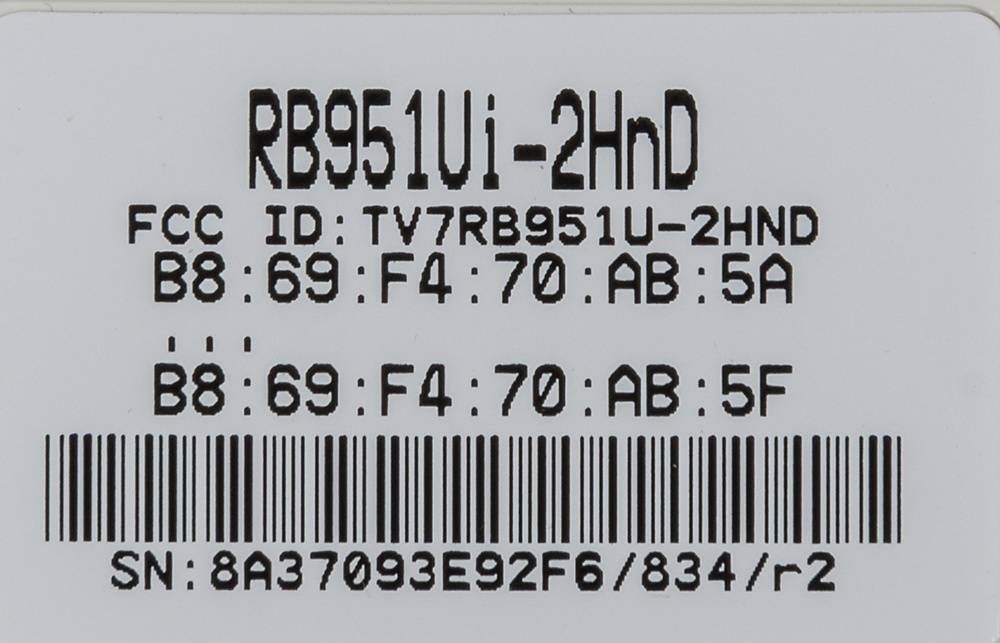 RB951Ui-2HnD
FCC ID:TV7RB951U-2HND
B8:69:F4:70:AB:5A
...
B8:69:F4:70:AB:5F
SN:8A37093E92F6/834/r2